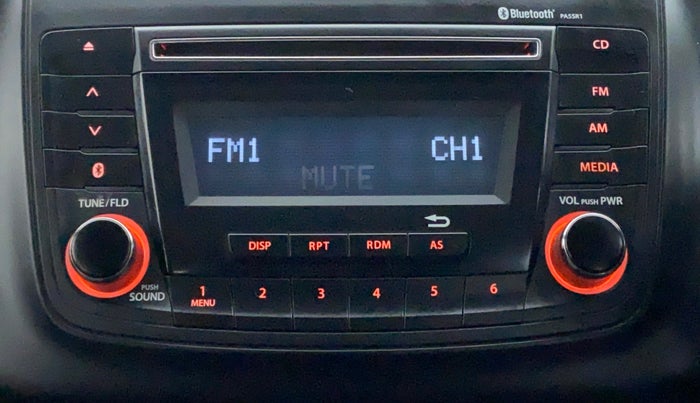 Bluetooth® PASSR1
CD
FM
AM
MEDIA
FM1 CH1
MUTE
TUNE/FLD
VOL PUSH PWR
DISP RPT RDM AS
PUSH
SOUND
1 2 3 4 5 6
MENU